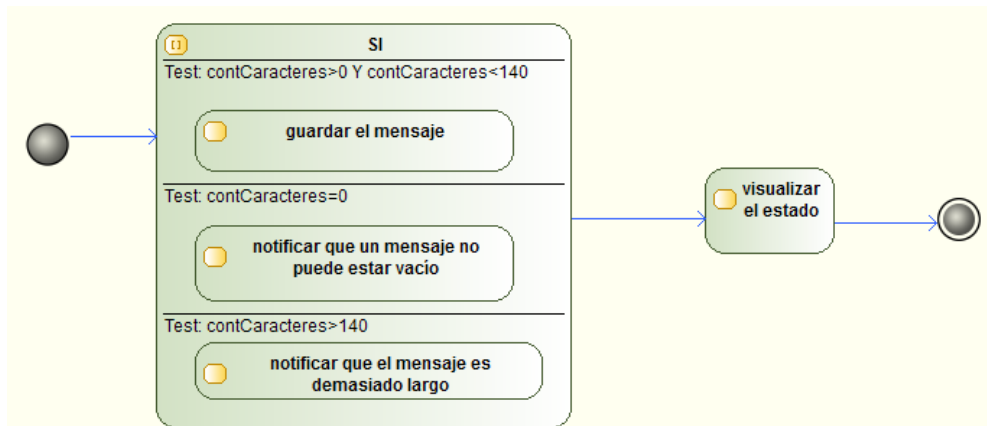 SI
Test: contCaracteres>0 Y contCaracteres<140
guardar el mensaje
Test: contCaracteres=0
notificar que un mensaje no
puede estar vacío
Test: contCaracteres>140
notificar que el mensaje es
demasiado largo
visualizar
el estado